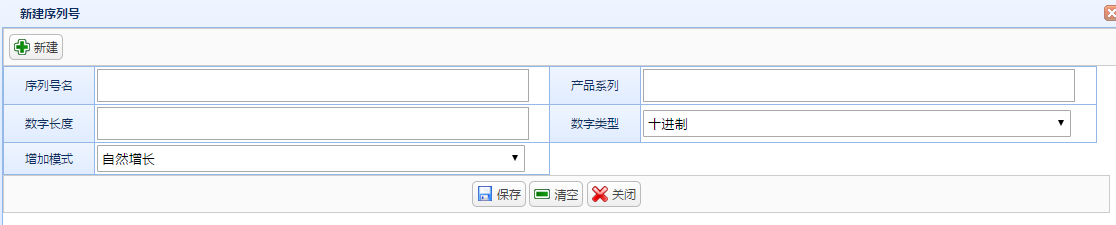 新建序列号
新建
序列号名 产品系列
数字长度 数字类型 十进制
增加模式 自然增长
保存 清空 关闭